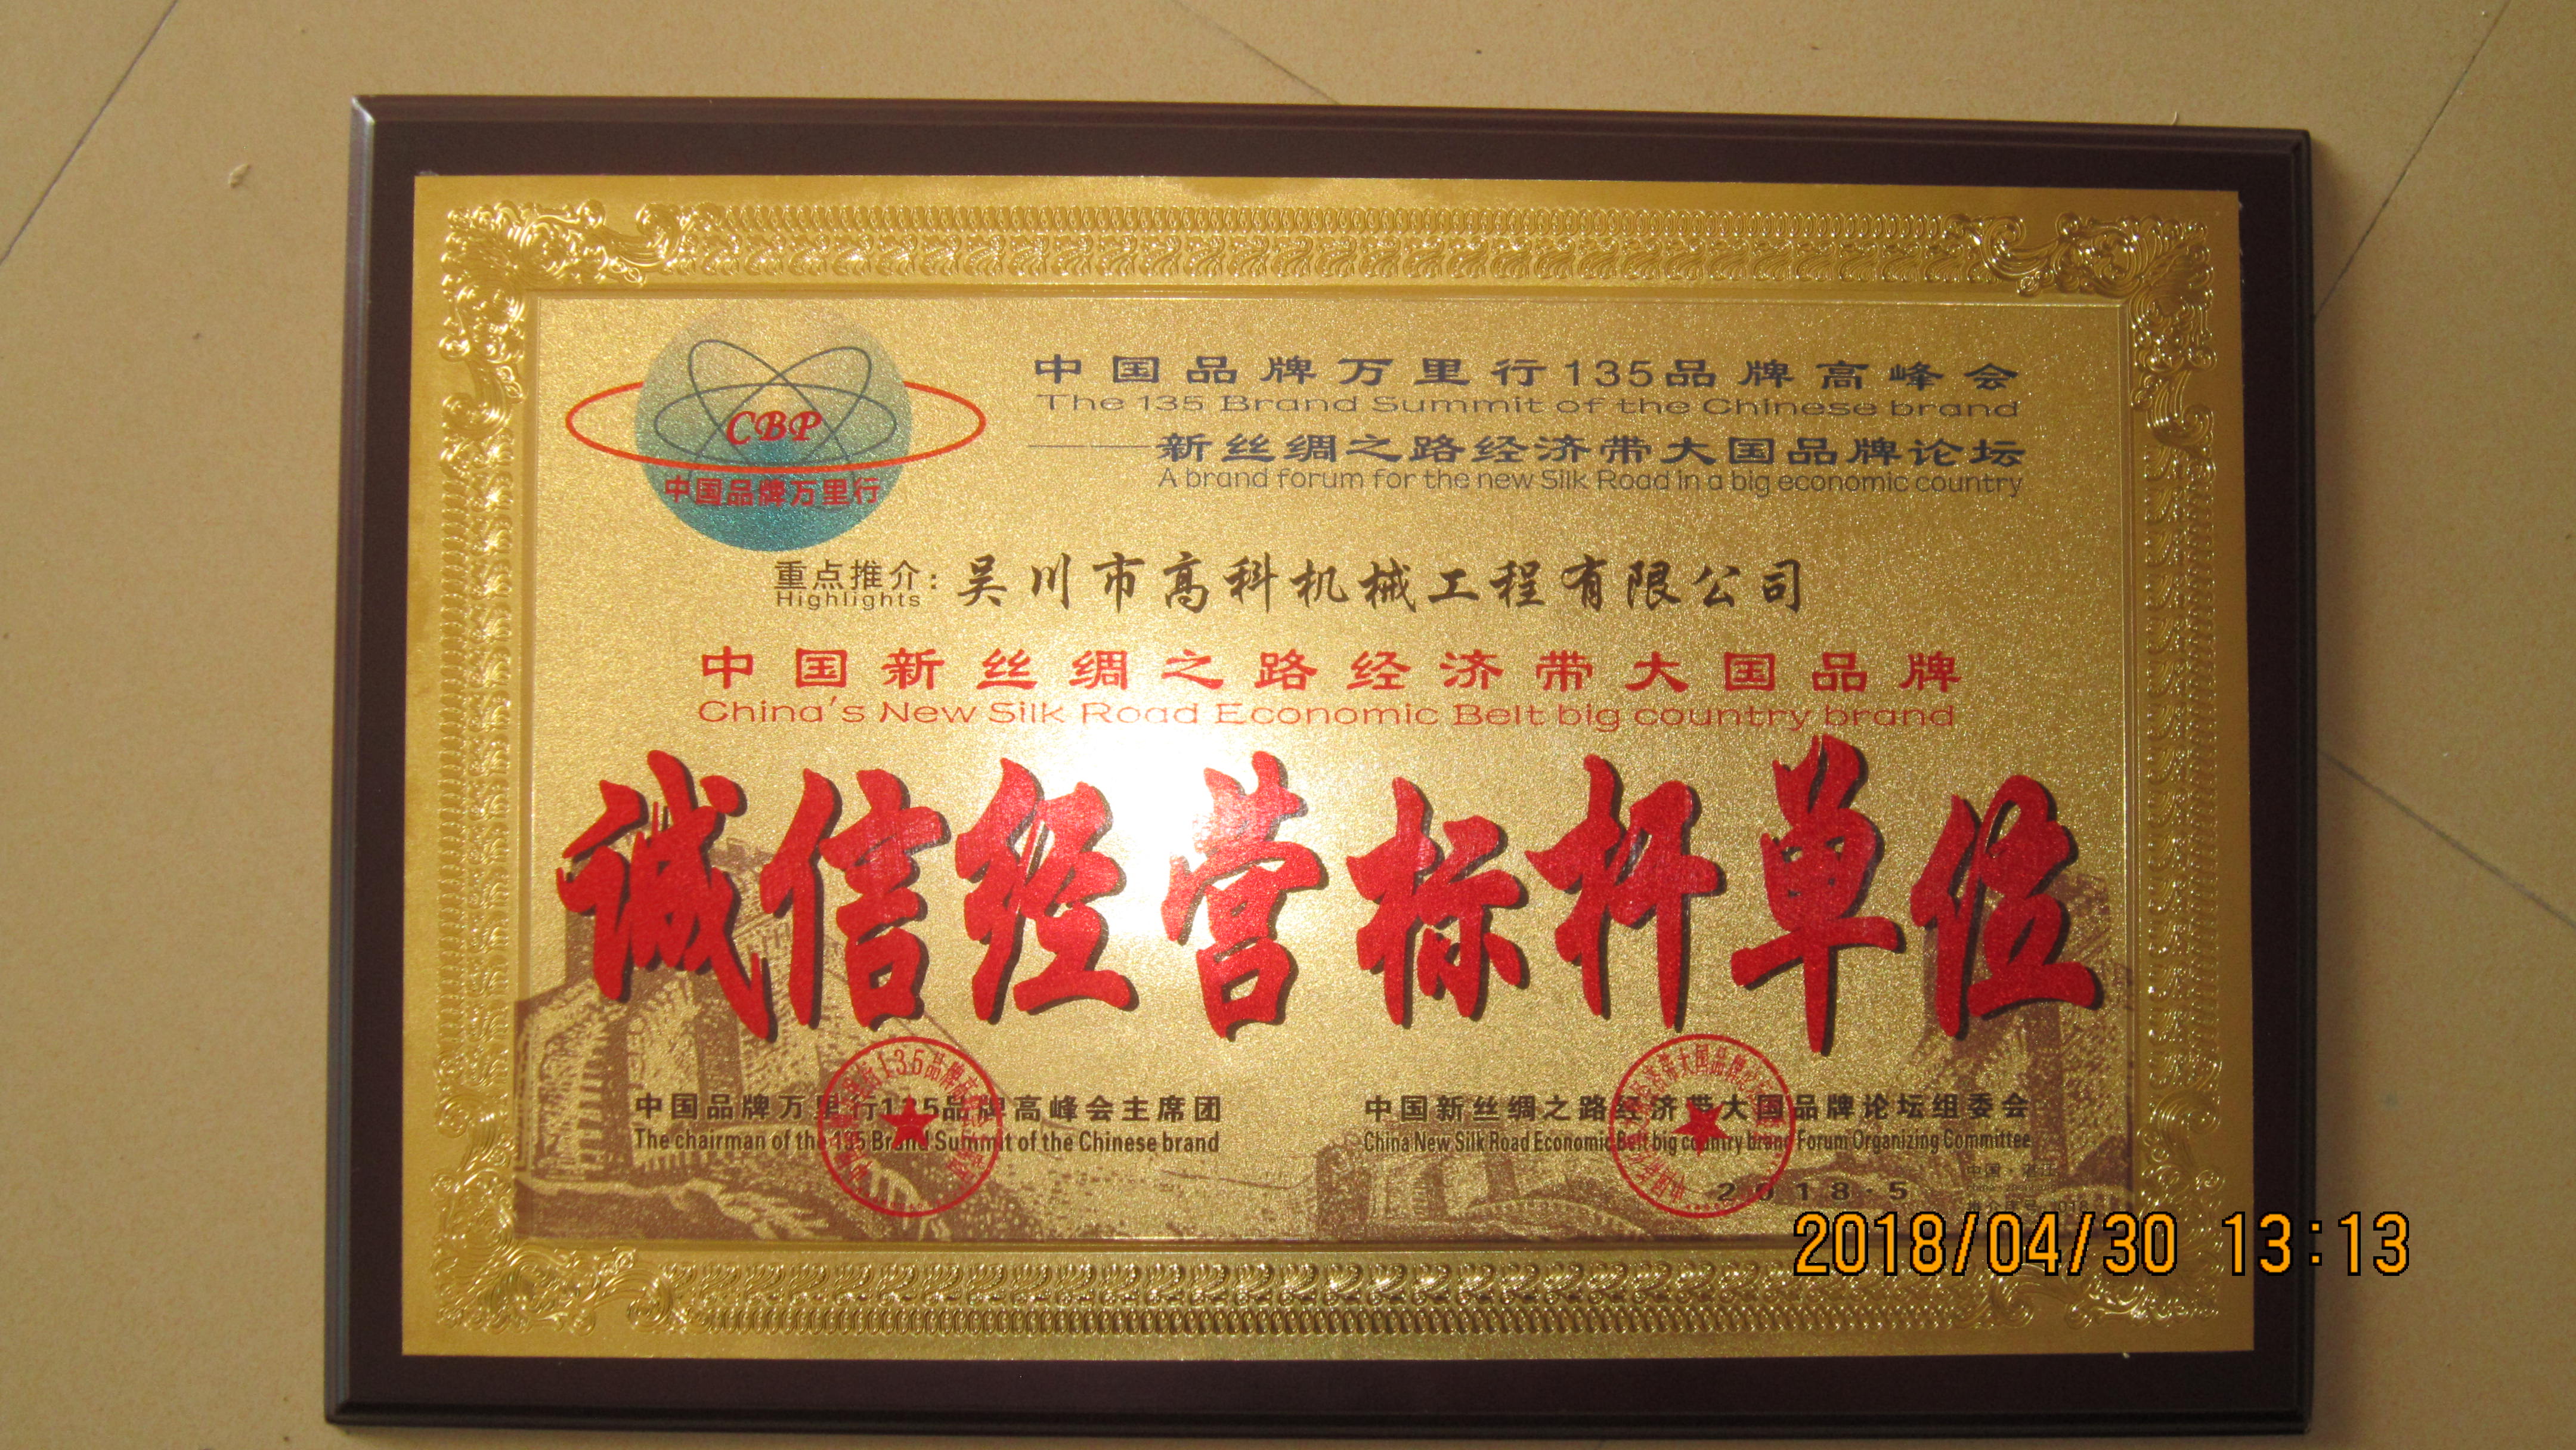 CBP
中国品牌万里行
中国品牌万里行135品牌高峰会
The 135 Brand Summit of the Chinese brand
——新丝绸之路经济带大国品牌论坛
A brand forum for the new Silk Road in a big economic country
重点推介:吴川市高科机械工程有限公司
Highlights
中国新丝绸之路经济带大国品牌
China's New Silk Road Economic Belt big country brand
诚信经营标杆单位
中国品牌万里行135品牌高峰会主席团
The chairman of the 135 Brand Summit of the Chinese brand
中国新丝绸之路经济带大国品牌论坛组委会
China New Silk Road Economic Belt big country brand Forum Organizing Committee
中国·湛江
2018·5
2018/04/30 13:13